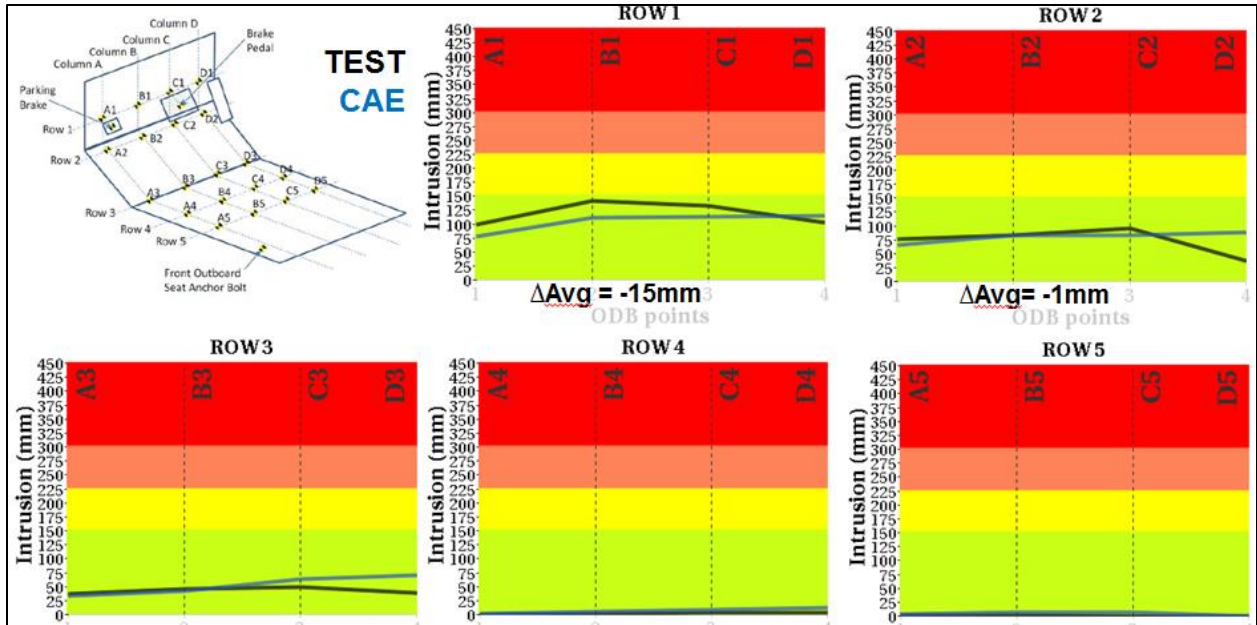 Column D
Column C
Column B
Column A
Brake
Pedal
Parking
Brake
A1
B1
C1
D1
Row 1
A2
B2
C2
D2
Row 2
A3
B3
C3
D3
Row 3
A4
B4
C4
D4
Row 4
A5
B5
C5
D5
Row 5
Front Outboard
Seat Anchor Bolt
TEST
CAE
ROW1
A1 B1 C1 D1
Intrusion (mm)
450
425
400
375
350
325
300
275
250
225
200
175
150
125
100
75
50
25
0
1 2 3 4
ΔAvg = -15mm
ODB points
ROW2
A2 B2 C2 D2
Intrusion (mm)
450
425
400
375
350
325
300
275
250
225
200
175
150
125
100
75
50
25
0
1 2 3 4
ΔAvg= -1mm
ODB points
ROW3
A3 B3 C3 D3
Intrusion (mm)
450
425
400
375
350
325
300
275
250
225
200
175
150
125
100
75
50
25
0
ROW4
A4 B4 C4 D4
Intrusion (mm)
450
425
400
375
350
325
300
275
250
225
200
175
150
125
100
75
50
25
0
ROW5
A5 B5 C5 D5
Intrusion (mm)
450
425
400
375
350
325
300
275
250
225
200
175
150
125
100
75
50
25
0